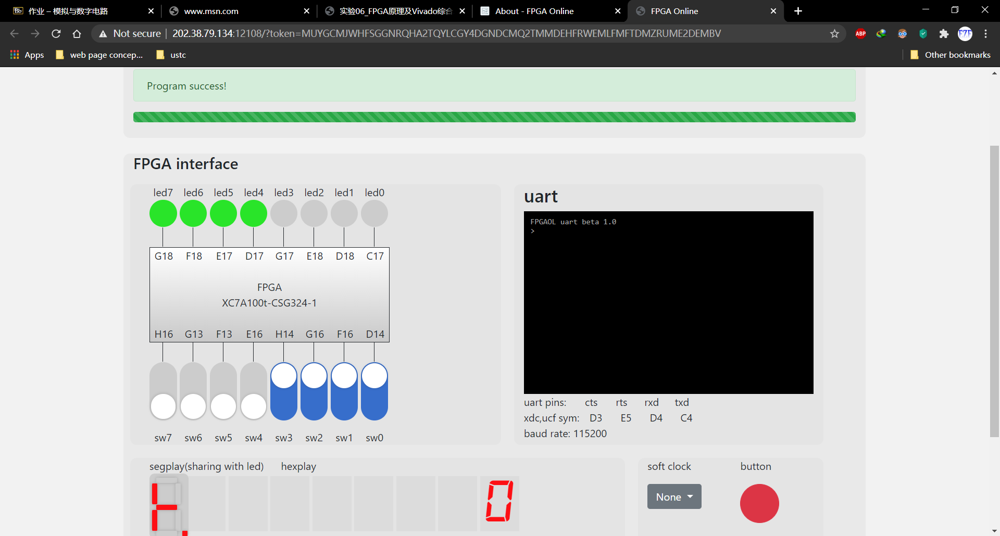 作业 – 模拟与数字电路
www.msn.com
实验06_FPGA原理及Vivado综合
About - FPGA Online
FPGA Online
Not secure
202.38.79.134:12108/?token=MUYGCMJWHFSGGNRQHA2TQYLCGY4DGNDCMQ2TMMDEHFRWEMLFMFTDMZRUME2DEMBV
ABP
FZF
Apps
web page concep...
ustc
Other bookmarks
Program success!
FPGA interface
led7 led6 led5 led4 led3 led2 led1 led0
G18 F18 E17 D17 G17 E18 D18 C17
FPGA
XC7A100t-CSG324-1
H16 G13 F13 E16 H14 G16 F16 D14
sw7 sw6 sw5 sw4 sw3 sw2 sw1 sw0
uart
FPGAOL uart beta 1.0
>
uart pins: cts rts rxd txd
xdc,ucf sym: D3 E5 D4 C4
baud rate: 115200
segplay(sharing with led) hexplay
0
soft clock
button
None